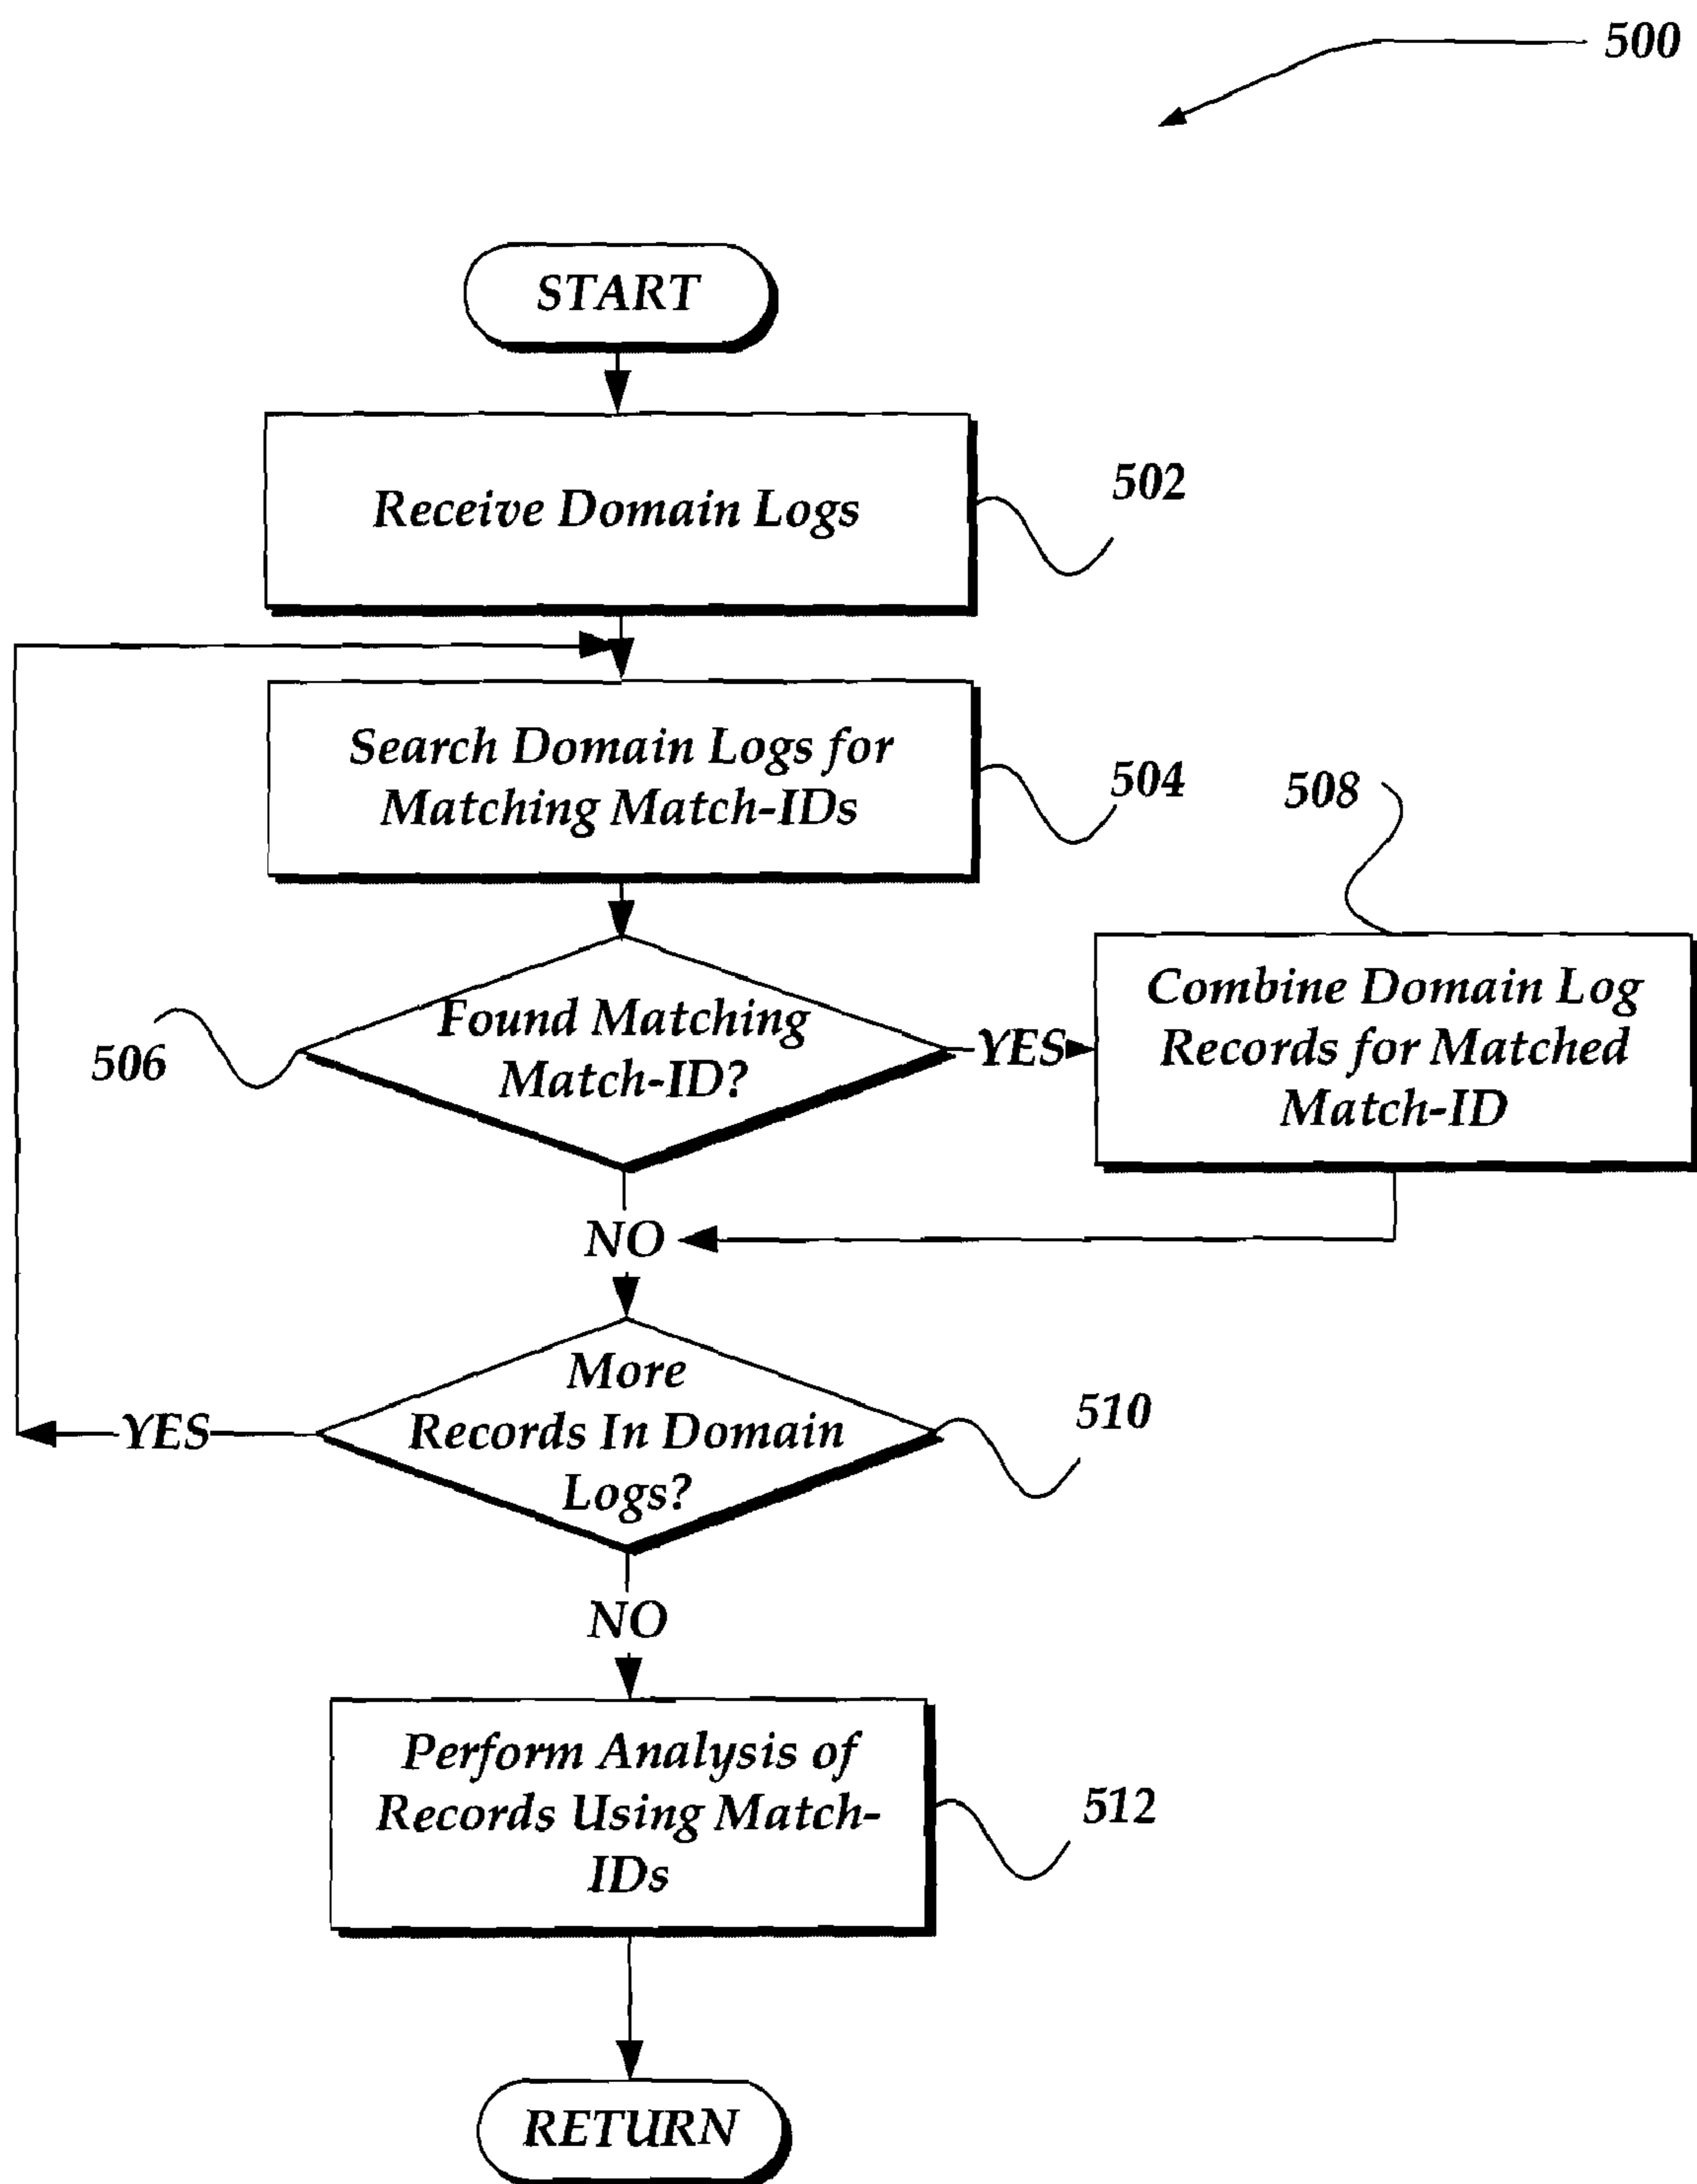 500
START
Receive Domain Logs
502
Search Domain Logs for
Matching Match-IDs
504
508
Found Matching
Match-ID?
506
YES
Combine Domain Log
Records for Matched
Match-ID
NO
More
Records In Domain
Logs?
510
YES
NO
Perform Analysis of
Records Using Match-
IDs
512
RETURN